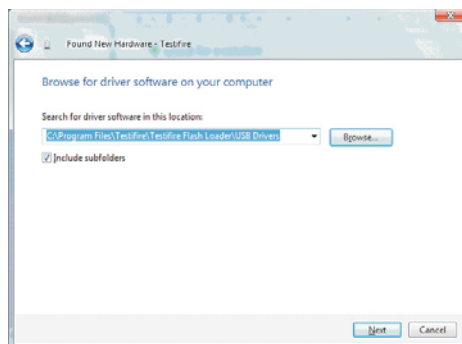 Found New Hardware - Testifire
Browse for driver software on your computer
Search for driver software in this location:
C:\Program Files\Testifire\Testifire Flash Loader\USB Drivers
Browse...
Include subfolders
Next Cancel